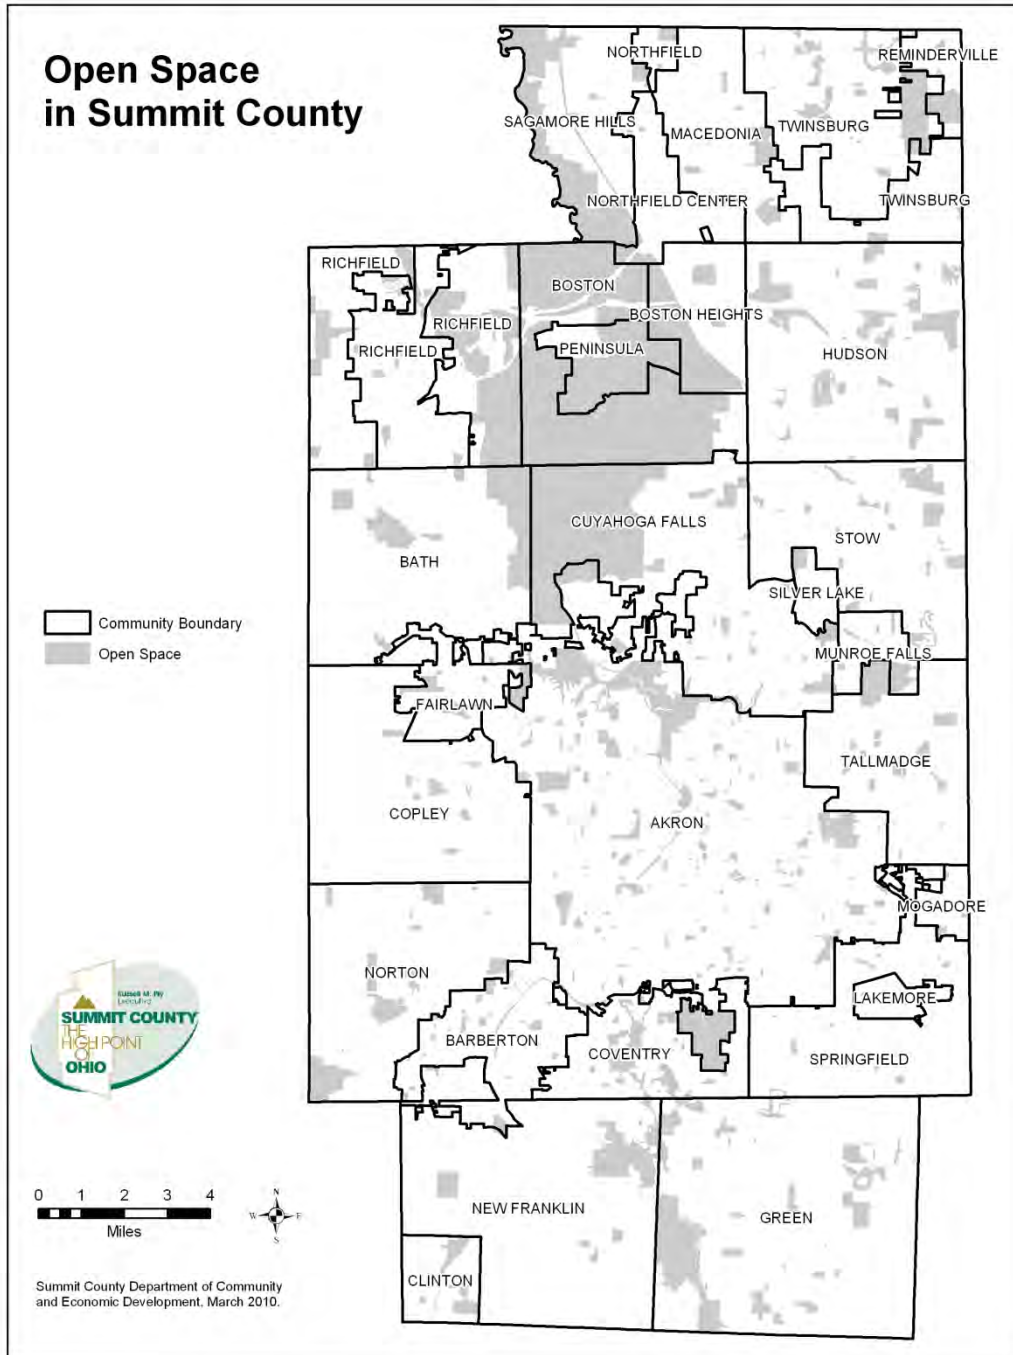 Open Space
in Summit County
NORTHFIELD
REMINDERVILLE
SAGAMORE HILLS
MACEDONIA
TWINSBURG
NORTHFIELD CENTER
TWINSBURG
RICHFIELD
BOSTON
RICHFIELD
BOSTON HEIGHTS
RICHFIELD
PENINSULA
HUDSON
CUYAHOGA FALLS
STOW
BATH
SILVER LAKE
Community Boundary
Open Space
MUNROE FALLS
FAIRLAWN
TALLMADGE
COPLEY
AKRON
MOGADORE
NORTON
LAKEMORE
BARBERTON
COVENTRY
SPRINGFIELD
Russell M. Pry
Executive
SUMMIT COUNTY
THE
HIGH POINT
OF
OHIO
NEW FRANKLIN
GREEN
CLINTON
0 1 2 3 4
Miles
N
W E
S
Summit County Department of Community
and Economic Development, March 2010.